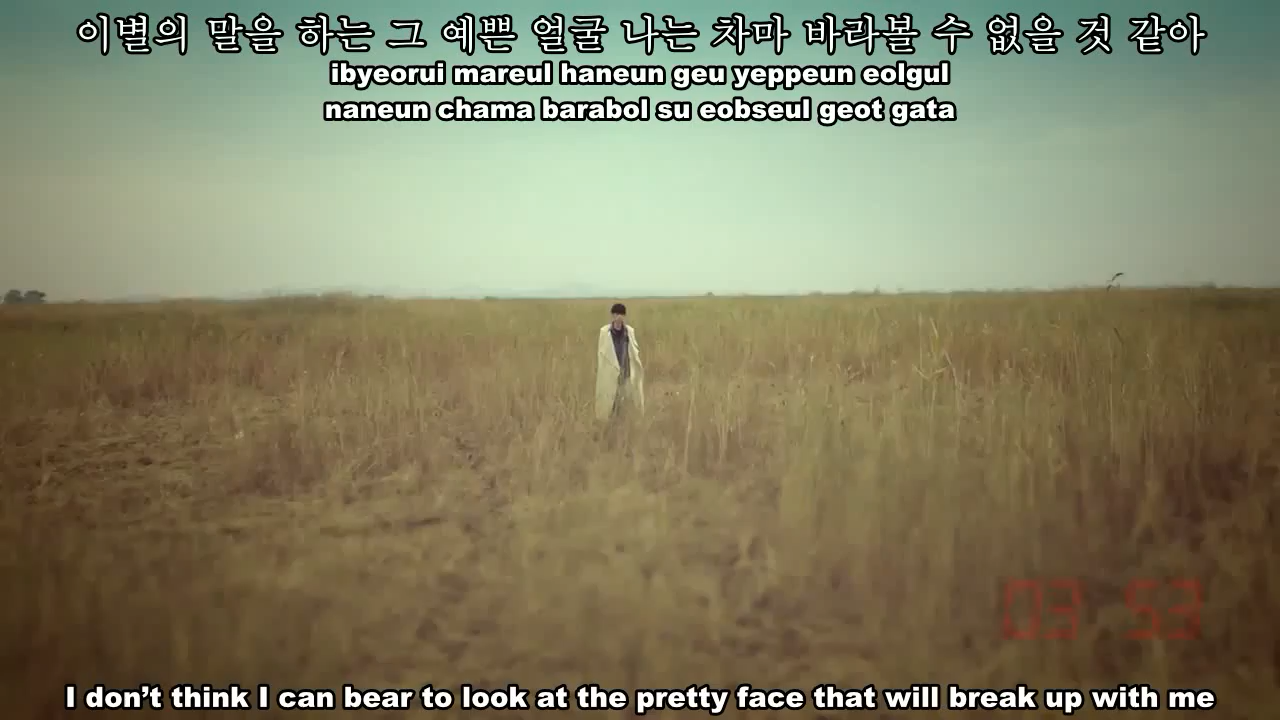 이별의 말을 하는 그 예쁜 얼굴 나는 차마 바라볼 수 없을 것 같아
ibyeorui mareul haneun geu yeppeun eolgul
naneun chama barabol su eobseul geot gata
03 53
I don’t think I can bear to look at the pretty face that will break up with me